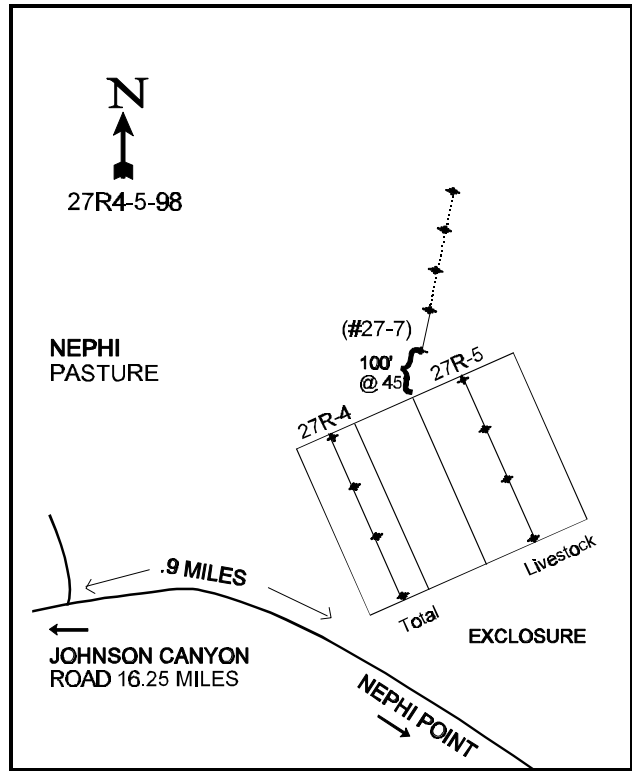 N
27R4-5-98
(#27-7)
NEPHI
PASTURE
100'
@ 45
27R-5
27R-4
.9 MILES
Livestock
Total
EXCLOSURE
JOHNSON CANYON
ROAD 16.25 MILES
NEPHI POINT